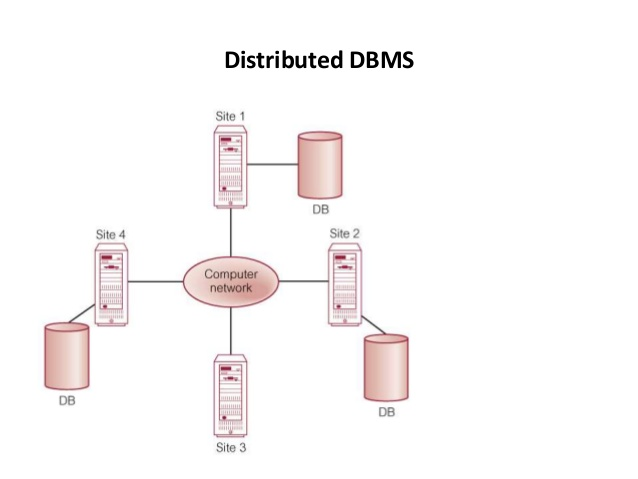 Distributed DBMS
Site 1
DB
Site 4
Site 2
Computer
network
DB
DB
Site 3